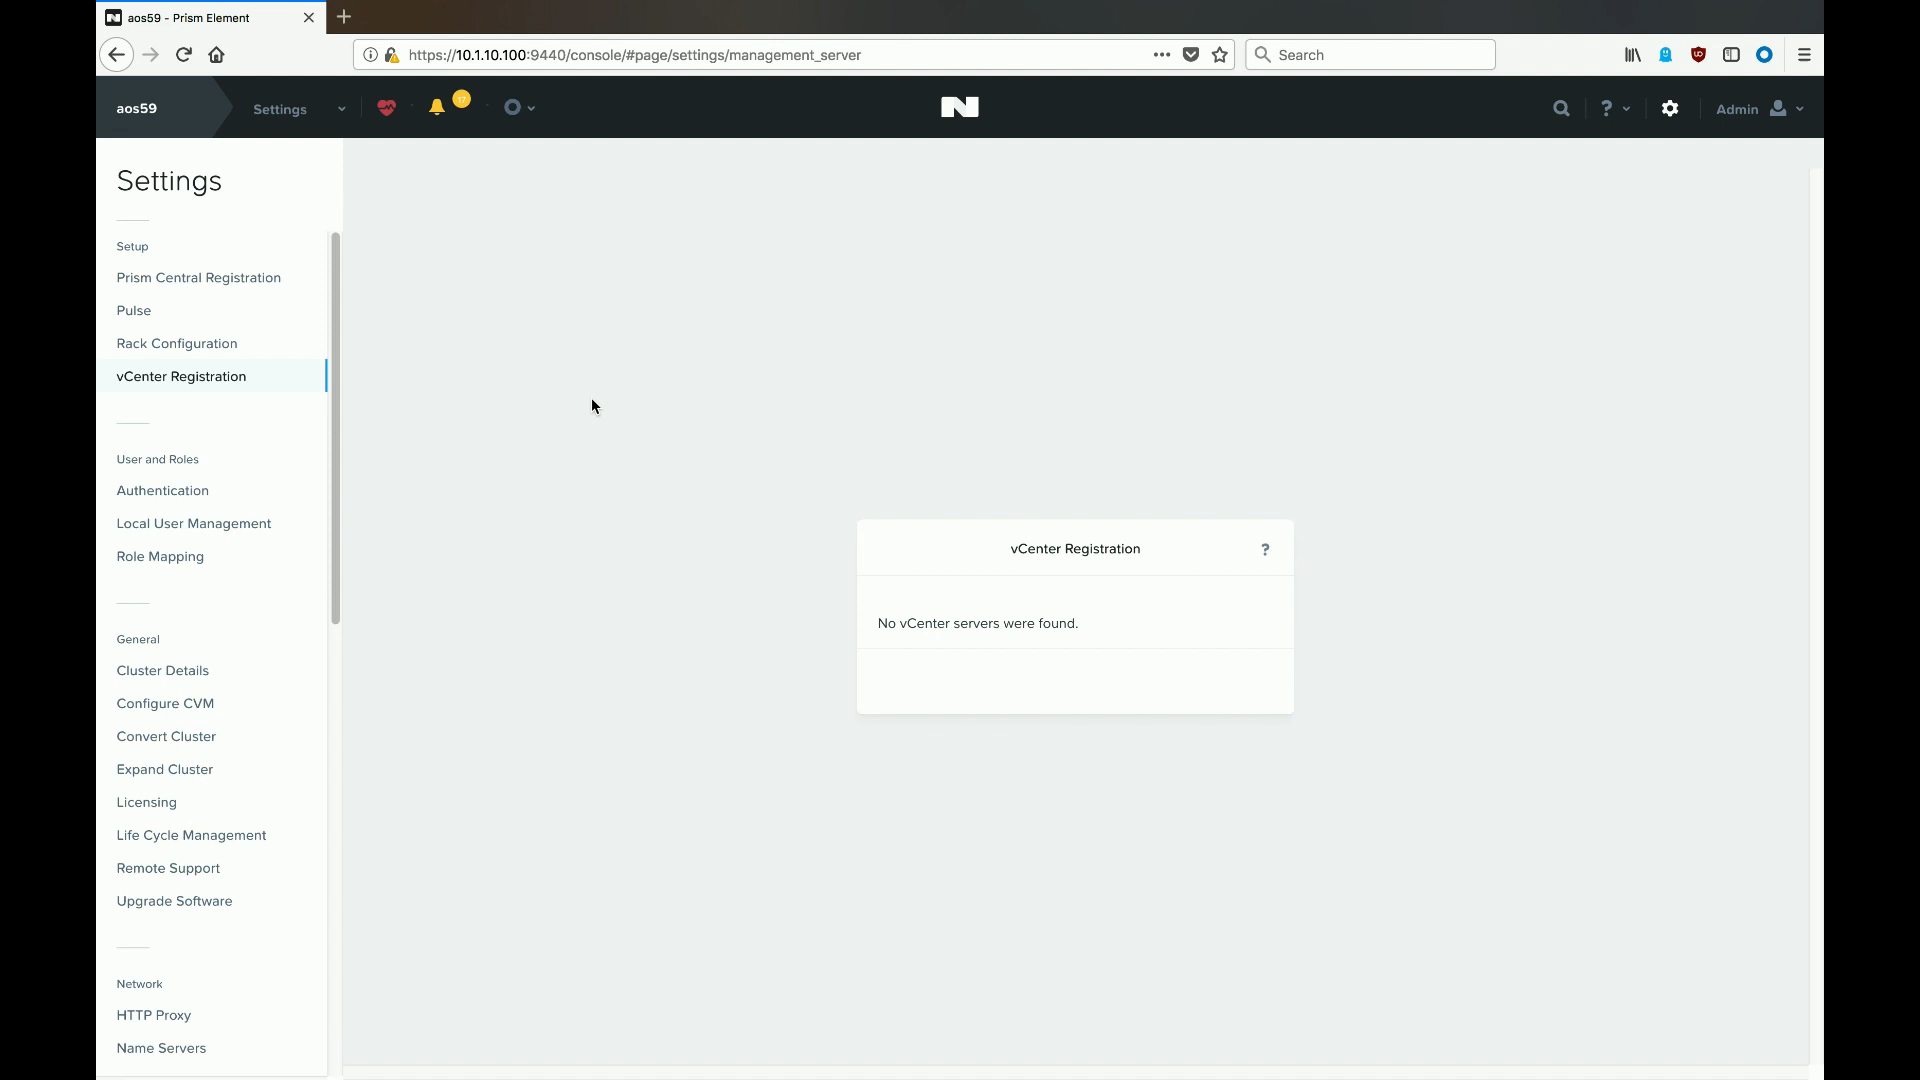 aos59 - Prism Element
https://10.1.10.100:9440/console/#page/settings/management_server
Search
aos59
Settings
17
?
Admin
Settings
Setup
Prism Central Registration
Pulse
Rack Configuration
vCenter Registration
User and Roles
Authentication
Local User Management
Role Mapping
General
Cluster Details
Configure CVM
Convert Cluster
Expand Cluster
Licensing
Life Cycle Management
Remote Support
Upgrade Software
Network
HTTP Proxy
Name Servers
vCenter Registration
?
No vCenter servers were found.